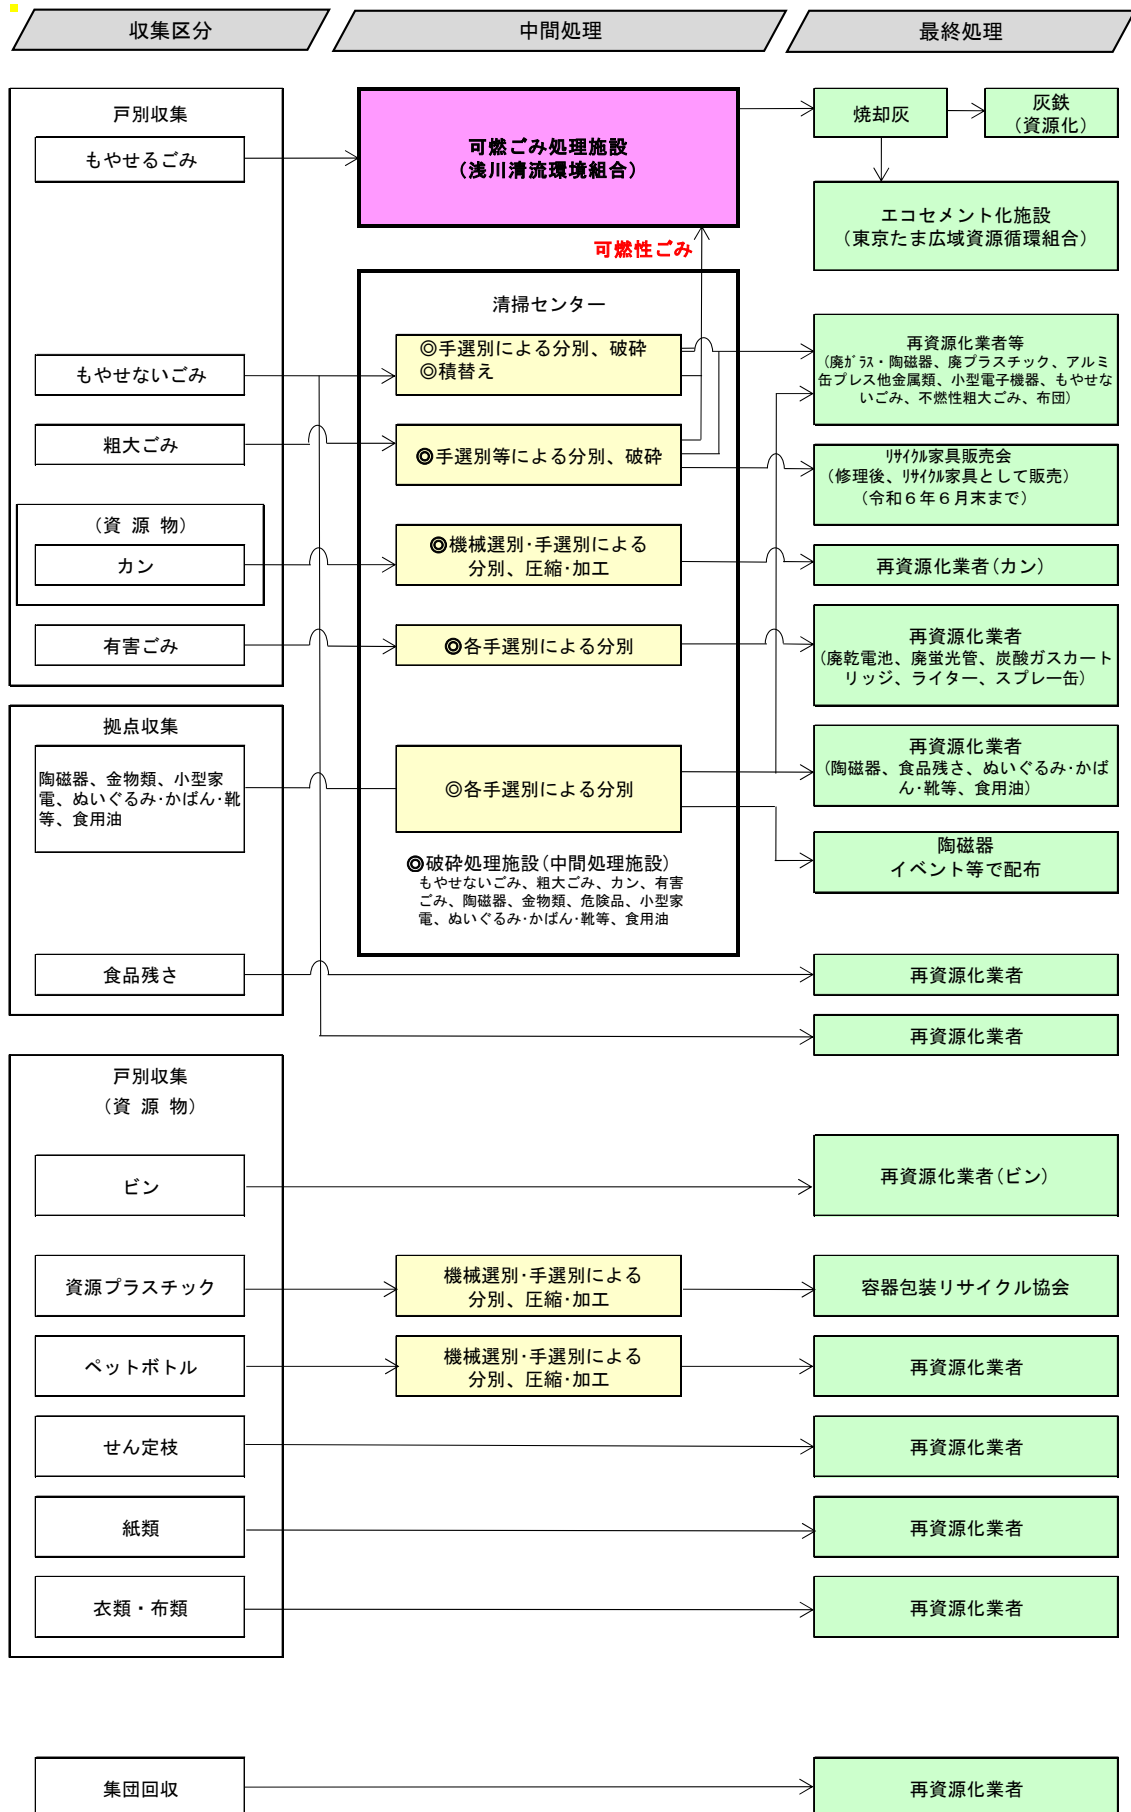 収集区分
中間処理
最終処理
戸別収集
もやせるごみ
可燃ごみ処理施設
（浅川清流環境組合）
焼却灰
灰鉄
（資源化）
エコセメント化施設
（東京たま広域資源循環組合）
可燃性ごみ
清掃センター
もやせないごみ
◎手選別による分別、破砕
◎積替え
再資源化業者等
（廃ｶﾞﾗｽ・陶磁器、廃プラスチック、アルミ
缶プレス他金属類、小型電子機器、もやせな
いごみ、不燃性粗大ごみ、布団）
粗大ごみ
◎手選別等による分別、破砕
ﾘｻｲｸﾙ家具販売会
（修理後、ﾘｻｲｸﾙ家具として販売）
（令和６年６月末まで）
（資 源 物）
カン
◎機械選別･手選別による
分別、圧縮･加工
再資源化業者（カン）
有害ごみ
◎各手選別による分別
再資源化業者
（廃乾電池、廃蛍光管、炭酸ガスカート
リッジ、ライター、スプレー缶）
拠点収集
陶磁器、金物類、小型家
電、ぬいぐるみ･かばん･靴
等、食用油
◎各手選別による分別
再資源化業者
（陶磁器、食品残さ、ぬいぐるみ･かば
ん･靴等、食用油）
陶磁器
イベント等で配布
◎破砕処理施設（中間処理施設）
もやせないごみ、粗大ごみ、カン、有害
ごみ、陶磁器、金物類、危険品、小型家
電、ぬいぐるみ･かばん･靴等、食用油
食品残さ
再資源化業者
再資源化業者
戸別収集
（資 源 物）
ビン
再資源化業者（ビン）
資源プラスチック
機械選別･手選別による
分別、圧縮･加工
容器包装リサイクル協会
ペットボトル
機械選別･手選別による
分別、圧縮･加工
再資源化業者
せん定枝
再資源化業者
紙類
再資源化業者
衣類・布類
再資源化業者
集団回収
再資源化業者